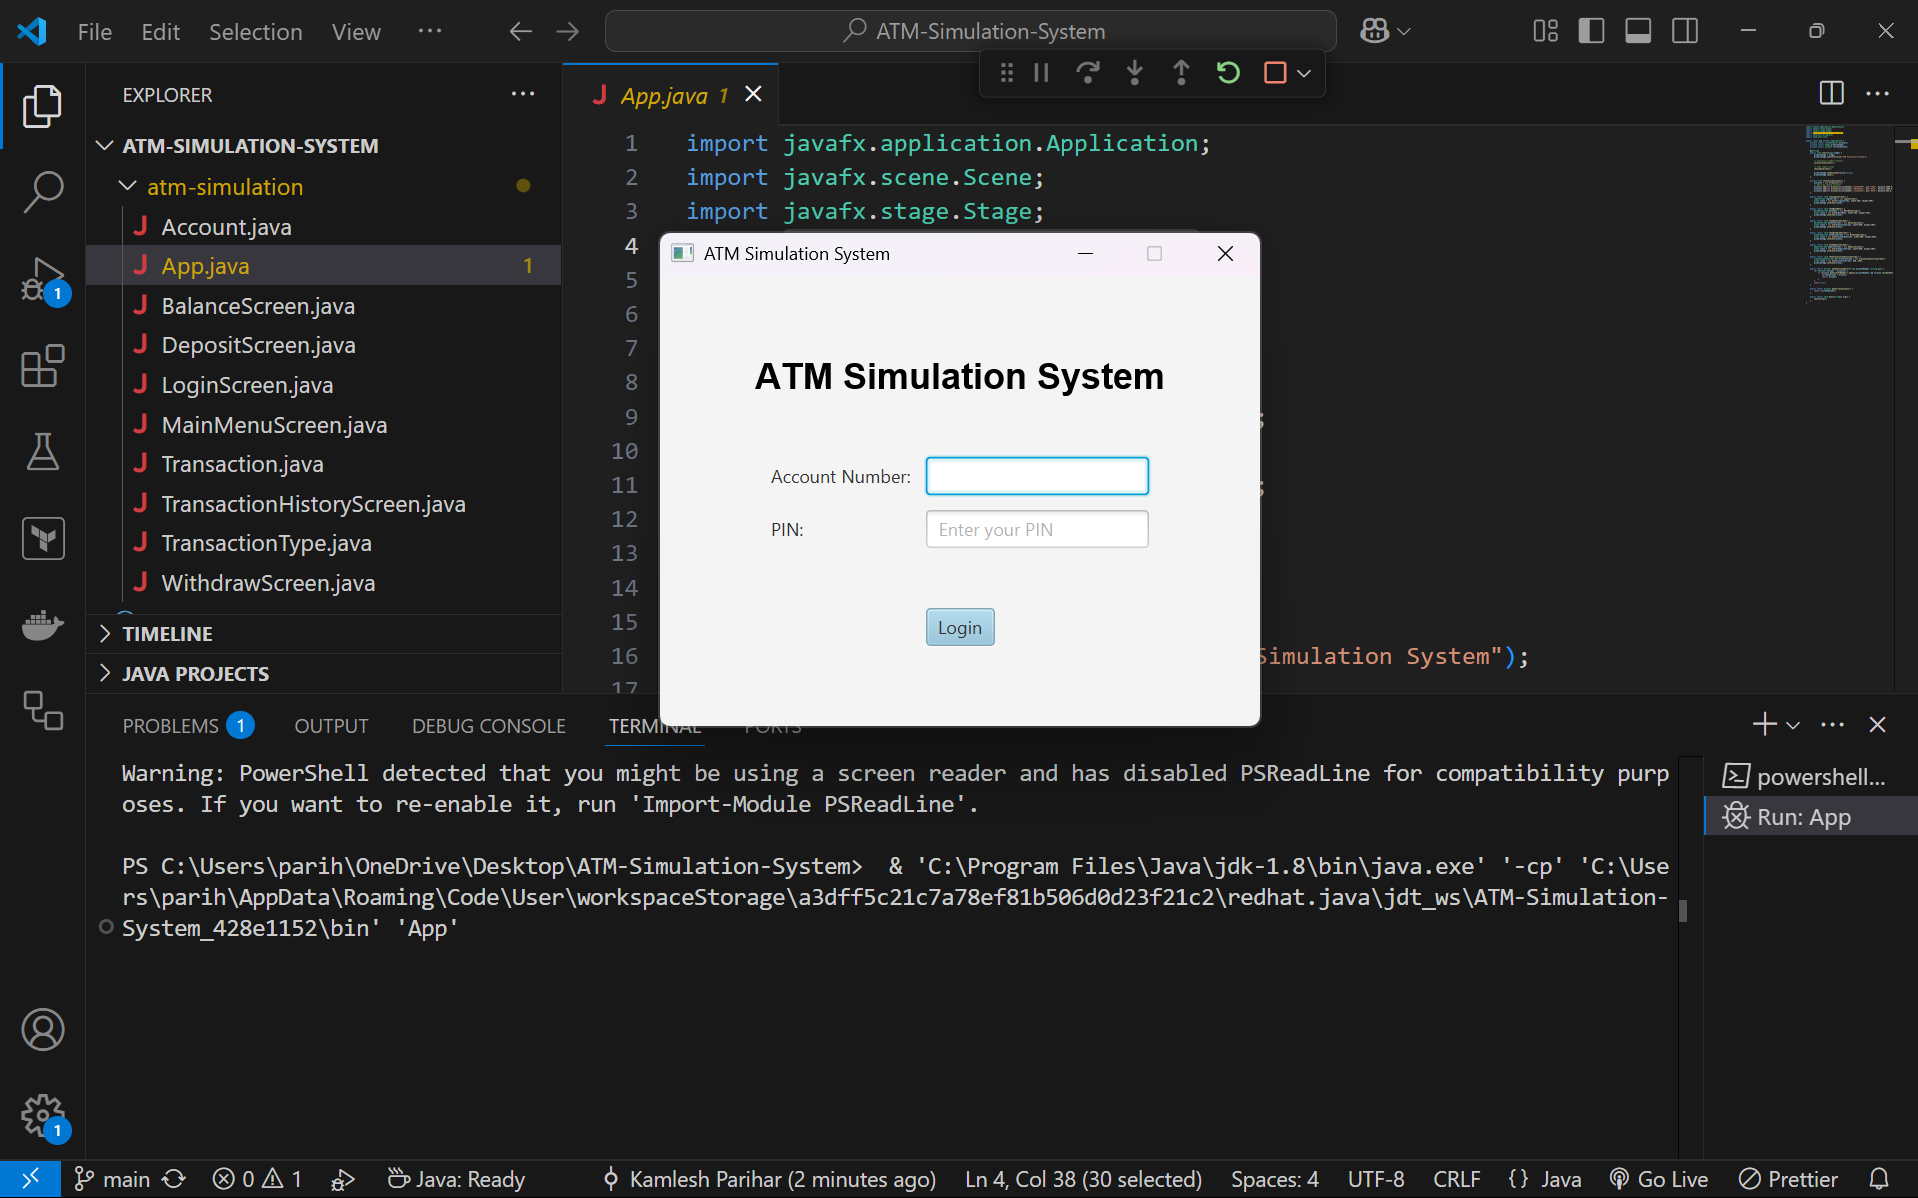 File Edit Selection View ···
ATM-Simulation-System
EXPLORER
ATM-SIMULATION-SYSTEM
atm-simulation
Account.java
App.java 1
BalanceScreen.java
DepositScreen.java
LoginScreen.java
MainMenuScreen.java
Transaction.java
TransactionHistoryScreen.java
TransactionType.java
WithdrawScreen.java
TIMELINE
JAVA PROJECTS
1
1
App.java 1
1 import javafx.application.Application;
2 import javafx.scene.Scene;
3 import javafx.stage.Stage;
4
5
6
7
8
9 ;
10
11 ;
12
13
14
15
16 Simulation System");
17
ATM Simulation System
ATM Simulation System
Account Number:
PIN: Enter your PIN
Login
PROBLEMS 1 OUTPUT DEBUG CONSOLE TERMINAL PORTS
Warning: PowerShell detected that you might be using a screen reader and has disabled PSReadLine for compatibility purp
oses. If you want to re-enable it, run 'Import-Module PSReadLine'.
PS C:\Users\parih\OneDrive\Desktop\ATM-Simulation-System>  & 'C:\Program Files\Java\jdk-1.8\bin\java.exe' '-cp' 'C:\Use
rs\parih\AppData\Roaming\Code\User\workspaceStorage\a3dff5c21c7a78ef81b506d0d23f21c2\redhat.java\jdt_ws\ATM-Simulation-
System_428e1152\bin' 'App'
powershell...
Run: App
main 0 1 Java: Ready Kamlesh Parihar (2 minutes ago) Ln 4, Col 38 (30 selected) Spaces: 4 UTF-8 CRLF {} Java Go Live Prettier